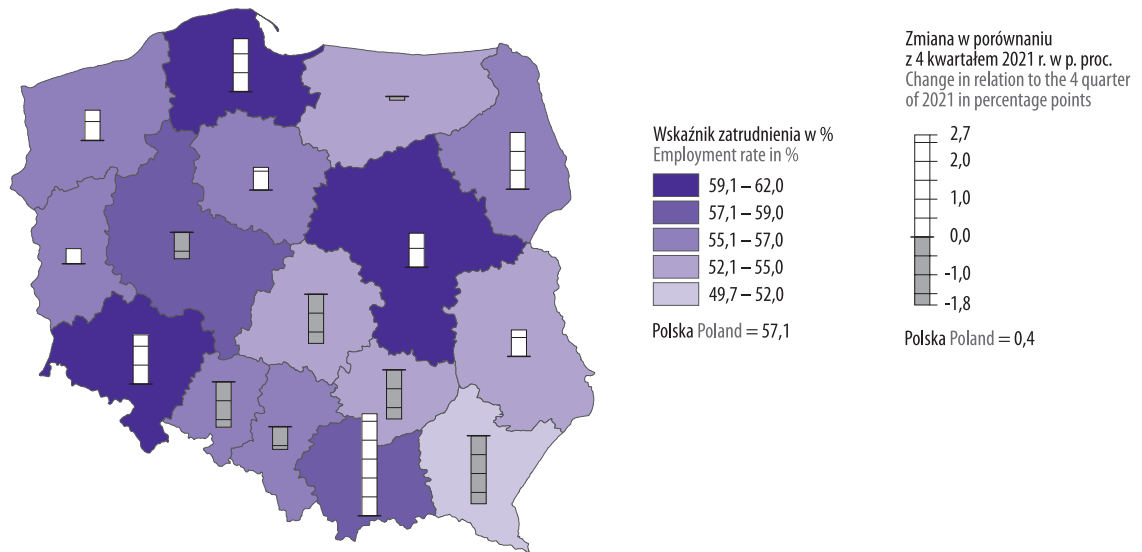 Wskaźnik zatrudnienia w %
Employment rate in %
59,1 – 62,0
57,1 – 59,0
55,1 – 57,0
52,1 – 55,0
49,7 – 52,0
Polska Poland = 57,1
Zmiana w porównaniu
z 4 kwartałem 2021 r. w p. proc.
Change in relation to the 4 quarter
of 2021 in percentage points
2,7
2,0
1,0
0,0
-1,0
-1,8
Polska Poland = 0,4